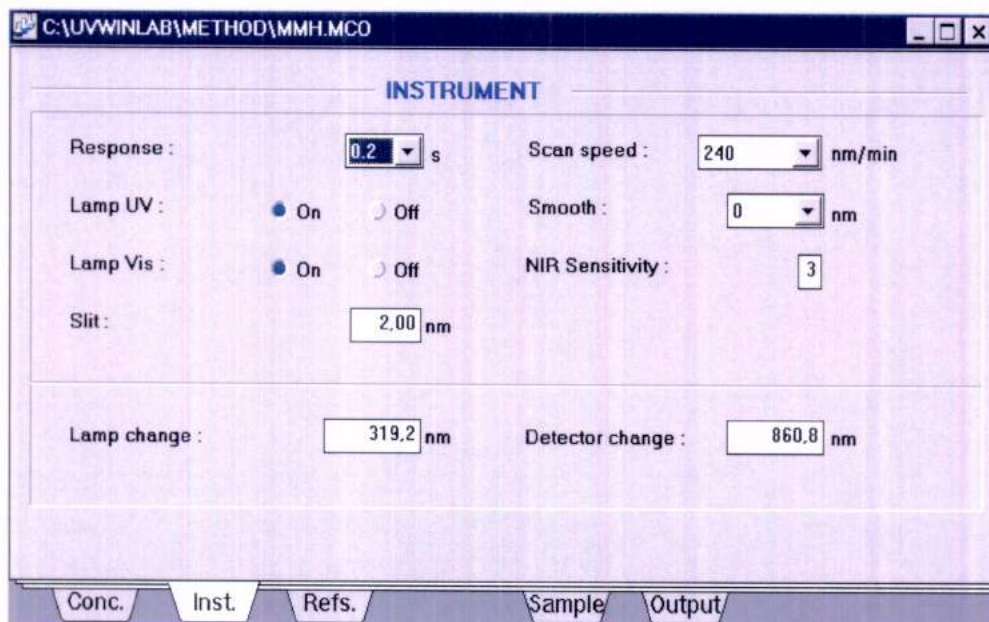 C:\UVWINLAB\METHOD\MMH.MCO
INSTRUMENT
Response : 0.2 s Scan speed : 240 nm/min
Lamp UV : On Off Smooth : 0 nm
Lamp Vis : On Off NIR Sensitivity : 3
Slit : 2,00 nm
Lamp change : 319,2 nm Detector change : 860,8 nm
Conc. Inst. Refs. Sample Output